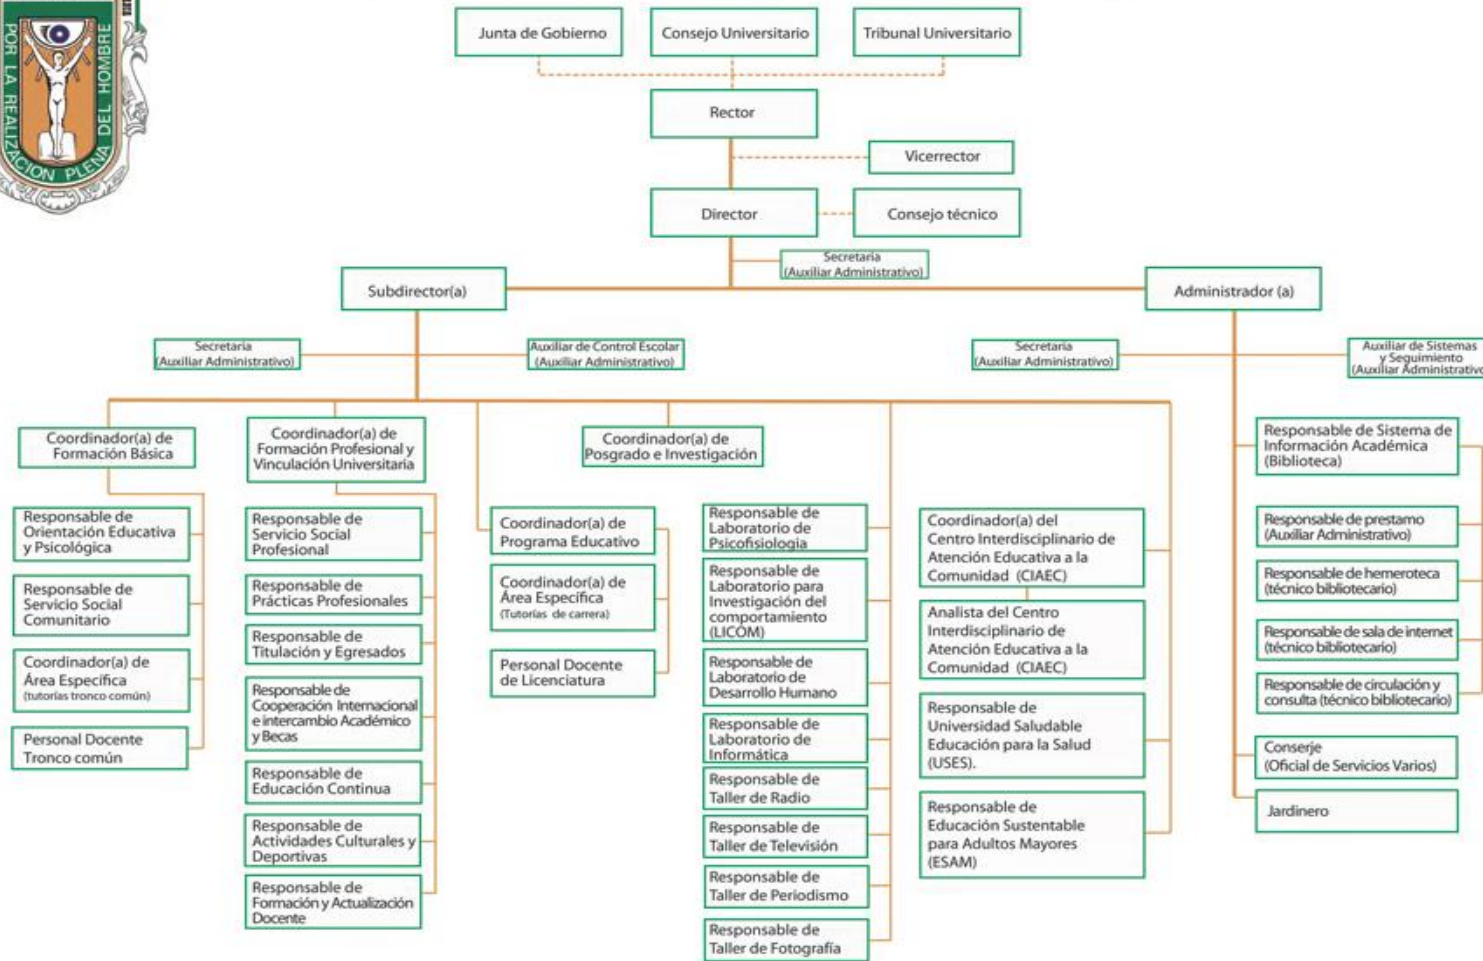 POR LA REALIZACION PLENA DEL HOMBRE
Junta de Gobierno
Consejo Universitario
Tribunal Universitario
Rector
Vicerrector
Director
Consejo técnico
Secretaria
(Auxiliar Administrativo)
Subdirector(a)
Administrador (a)
Secretaria
(Auxiliar Administrativo)
Auxiliar de Control Escolar
(Auxiliar Administrativo)
Secretaria
(Auxiliar Administrativo)
Auxiliar de Sistemas
y Seguimiento
(Auxiliar Administrativo
Coordinador(a) de
Formación Básica
Responsable de
Orientación Educativa
y Psicológica
Responsable de
Servicio Social
Comunitario
Coordinador(a) de
Área Específica
(tutorías tronco común)
Personal Docente
Tronco común
Coordinador(a) de
Formación Profesional y
Vinculación Universitaria
Responsable de
Servicio Social
Profesional
Responsable de
Prácticas Profesionales
Responsable de
Titulación y Egresados
Responsable de
Cooperación Internacional
e intercambio Académico
y Becas
Responsable de
Educación Continua
Responsable de
Actividades Culturales y
Deportivas
Responsable de
Formación y Actualización
Docente
Coordinador(a) de
Programa Educativo
Coordinador(a) de
Área Específica
(Tutorías de carrera)
Personal Docente
de Licenciatura
Coordinador(a) de
Posgrado e Investigación
Responsable de
Laboratorio de
Psicofisiologia
Responsable de
Laboratorio para
Investigación del
comportamiento
(LICOM)
Responsable de
Laboratorio de
Desarrollo Humano
Responsable de
Laboratorio de
Informática
Responsable de
Taller de Radio
Responsable de
Taller de Televisión
Responsable de
Taller de Periodismo
Responsable de
Taller de Fotografía
Coordinador(a) del
Centro Interdisciplinario de
Atención Educativa a la
Comunidad (CIAEC)
Analista del Centro
Interdisciplinario de
Atención Educativa a la
Comunidad (CIAEC)
Responsable de
Universidad Saludable
Educación para la Salud
(USES).
Responsable de
Educación Sustentable
para Adultos Mayores
(ESAM)
Responsable de Sistema de
Información Académica
(Biblioteca)
Responsable de prestamo
(Auxiliar Administrativo)
Responsable de hemeroteca
(técnico bibliotecario)
Responsable de sala de internet
(técnico bibliotecario)
Responsable de circulación y
consulta (técnico bibliotecario)
Conserje
(Oficial de Servicios Varios)
Jardinero